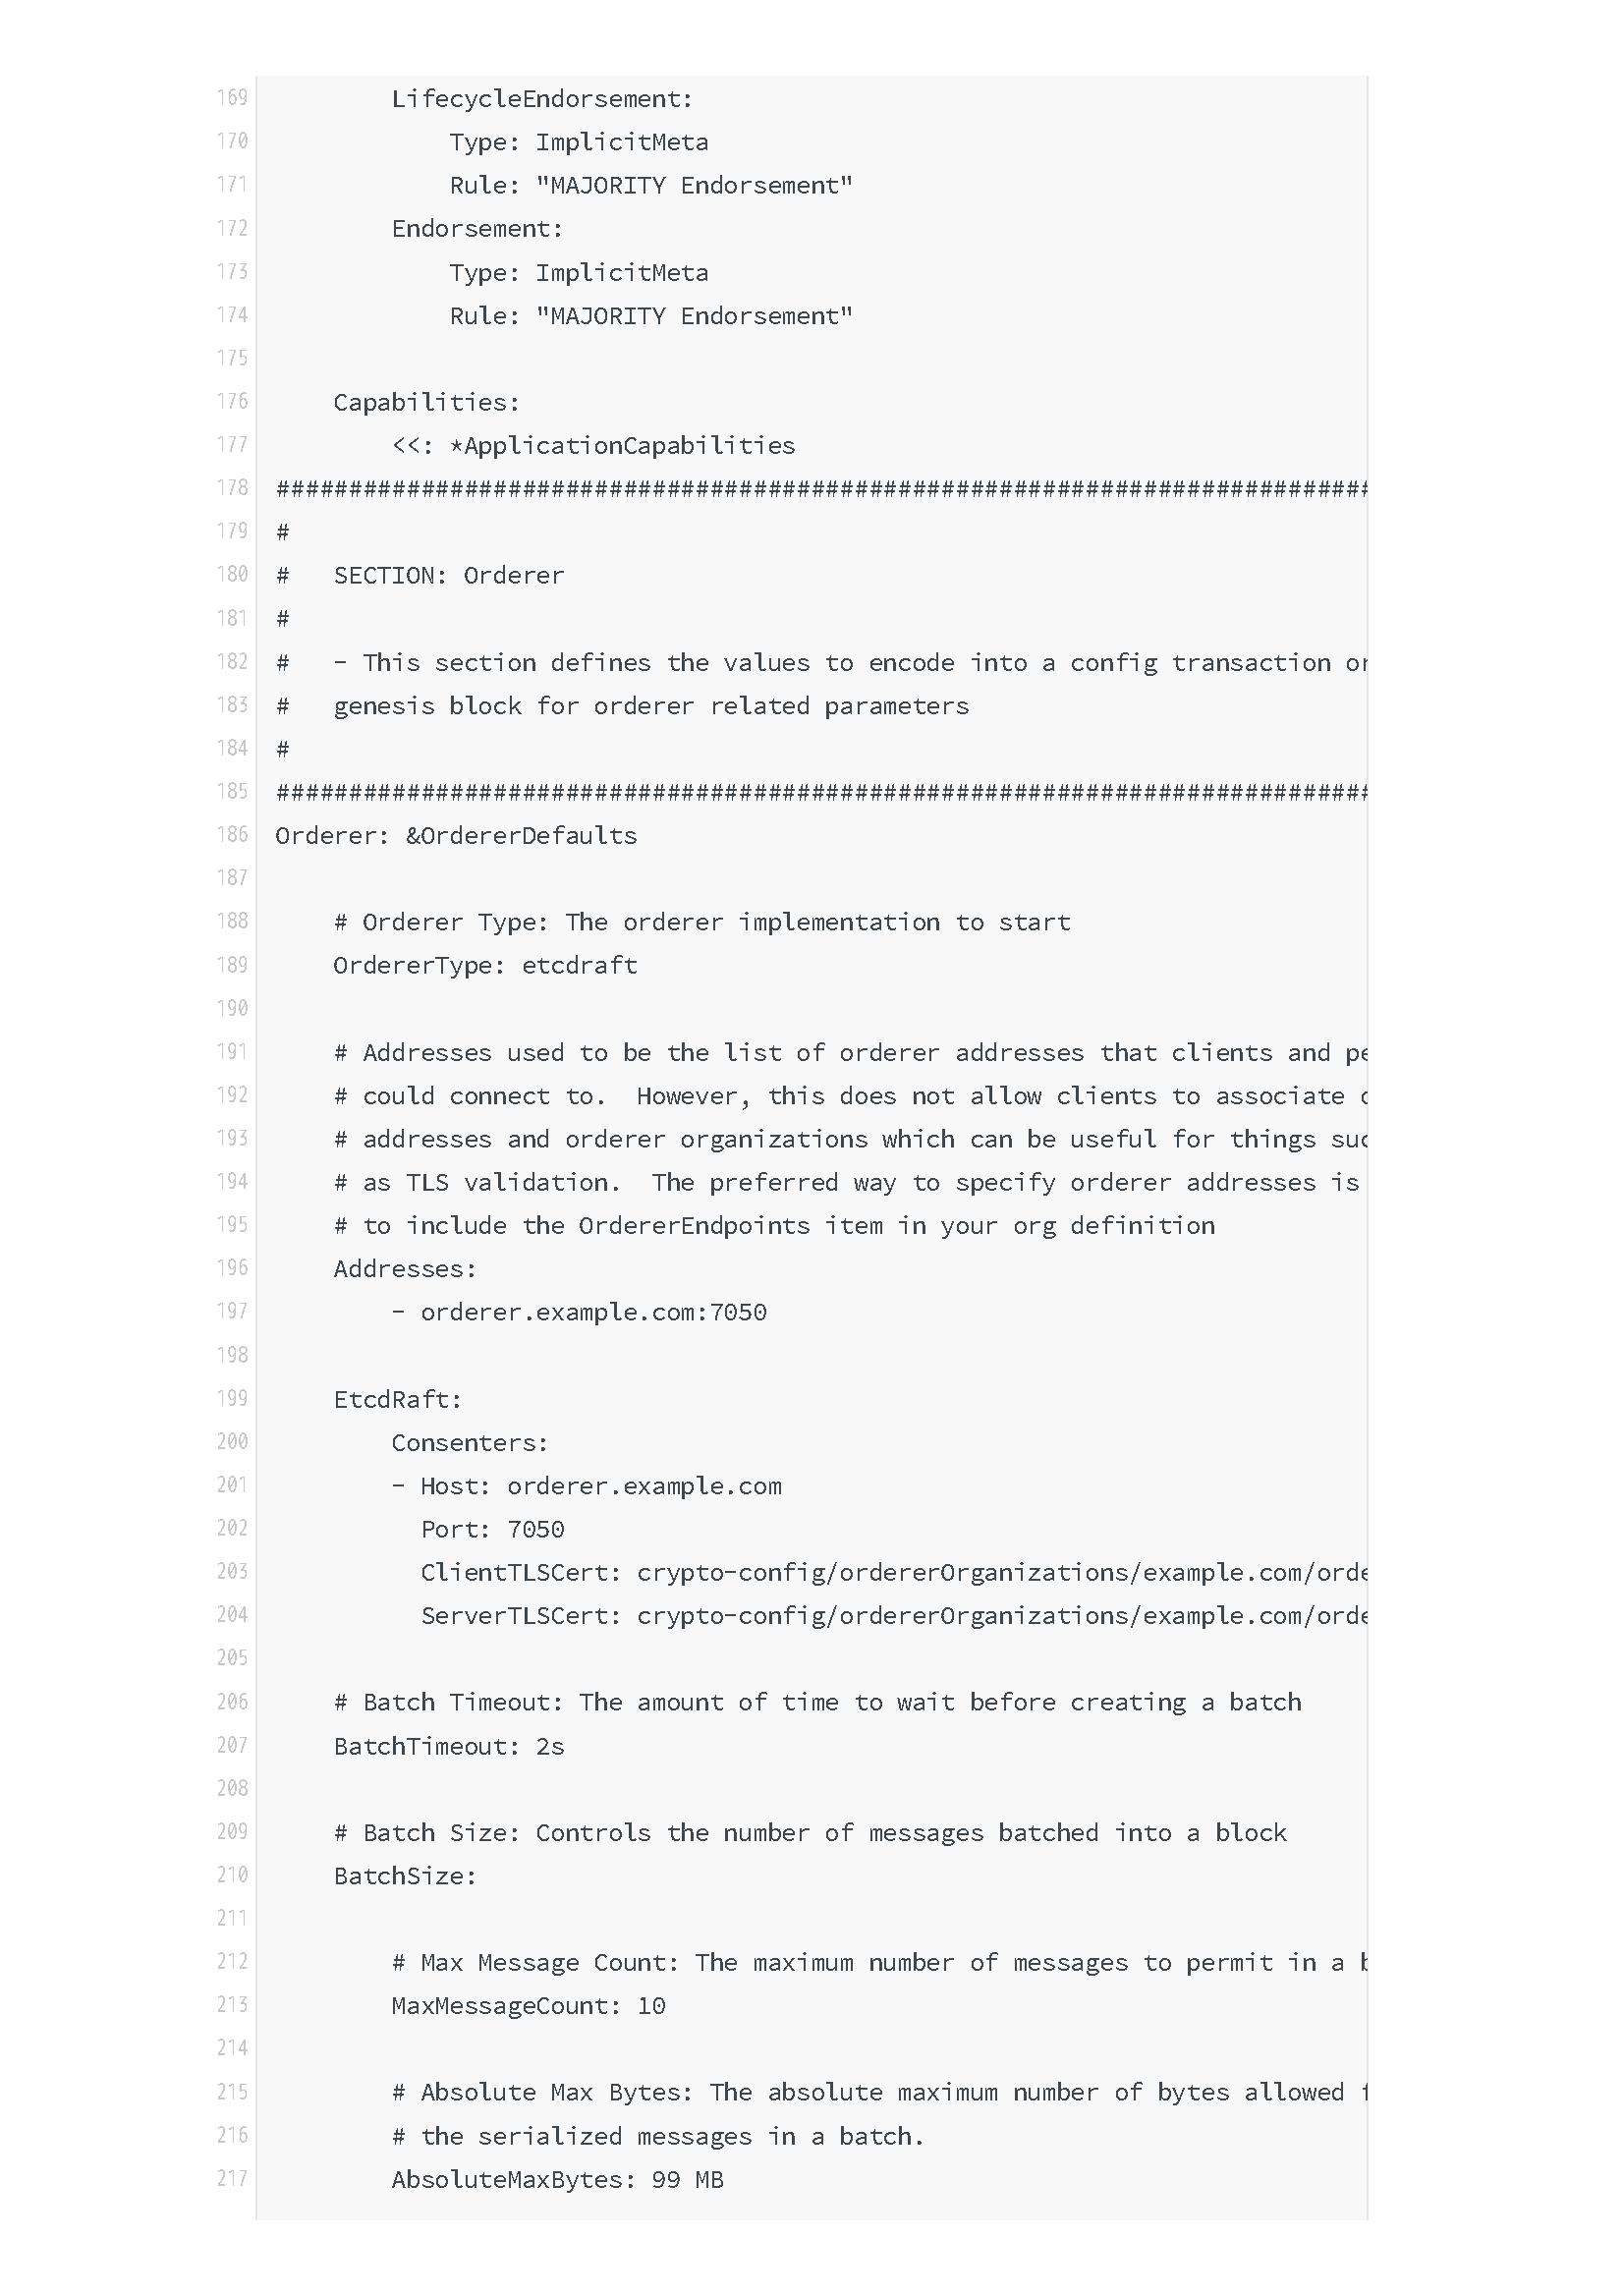 169         LifecycleEndorsement:
170             Type: ImplicitMeta
171             Rule: "MAJORITY Endorsement"
172         Endorsement:
173             Type: ImplicitMeta
174             Rule: "MAJORITY Endorsement"
175
176     Capabilities:
177         <<: *ApplicationCapabilities
178 ############################################################################
179 #
180 #   SECTION: Orderer
181 #
182 #   - This section defines the values to encode into a config transaction or
183 #   genesis block for orderer related parameters
184 #
185 ############################################################################
186 Orderer: &OrdererDefaults
187
188     # Orderer Type: The orderer implementation to start
189     OrdererType: etcdraft
190
191     # Addresses used to be the list of orderer addresses that clients and pe
192     # could connect to.  However, this does not allow clients to associate
193     # addresses and orderer organizations which can be useful for things suc
194     # as TLS validation.  The preferred way to specify orderer addresses is
195     # to include the OrdererEndpoints item in your org definition
196     Addresses:
197         - orderer.example.com:7050
198
199     EtcdRaft:
200         Consenters:
201         - Host: orderer.example.com
202           Port: 7050
203           ClientTLSCert: crypto-config/ordererOrganizations/example.com/orde
204           ServerTLSCert: crypto-config/ordererOrganizations/example.com/orde
205
206     # Batch Timeout: The amount of time to wait before creating a batch
207     BatchTimeout: 2s
208
209     # Batch Size: Controls the number of messages batched into a block
210     BatchSize:
211
212         # Max Message Count: The maximum number of messages to permit in a
213         MaxMessageCount: 10
214
215         # Absolute Max Bytes: The absolute maximum number of bytes allowed
216         # the serialized messages in a batch.
217         AbsoluteMaxBytes: 99 MB